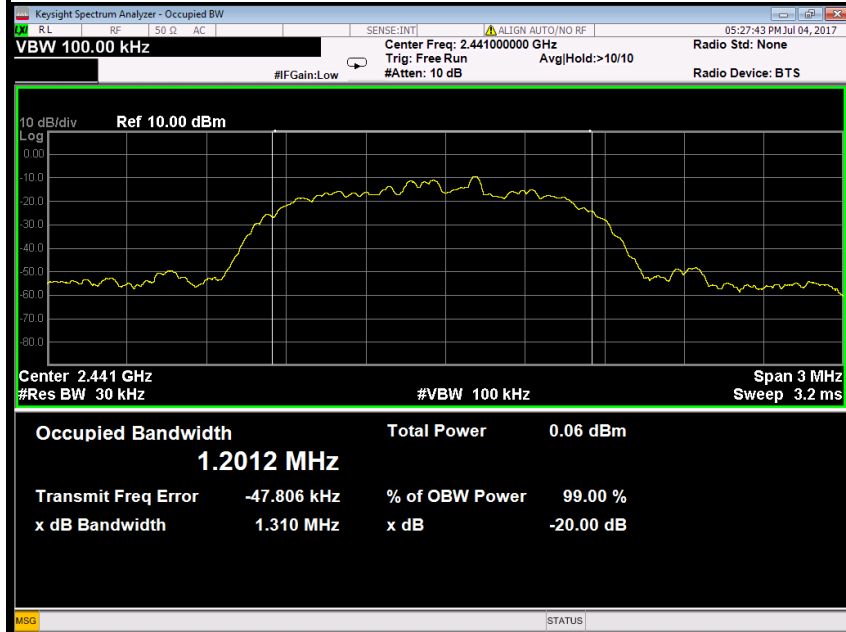 Keysight Spectrum Analyzer - Occupied BW
LXI RL RF 50 Ω AC SENSE:INT ALIGN AUTO/NO RF 05:27:43 PM Jul 04, 2017
VBW 100.00 kHz Center Freq: 2.441000000 GHz Radio Std: None
Trig: Free Run Avg|Hold:>10/10
#IFGain:Low #Atten: 10 dB Radio Device: BTS
10 dB/div Ref 10.00 dBm
Log
0.00
-10.0
-20.0
-30.0
-40.0
-50.0
-60.0
-70.0
-80.0
Center 2.441 GHz Span 3 MHz
#Res BW 30 kHz #VBW 100 kHz Sweep 3.2 ms
Occupied Bandwidth Total Power 0.06 dBm
1.2012 MHz
Transmit Freq Error -47.806 kHz % of OBW Power 99.00 %
x dB Bandwidth 1.310 MHz x dB -20.00 dB
MSG STATUS